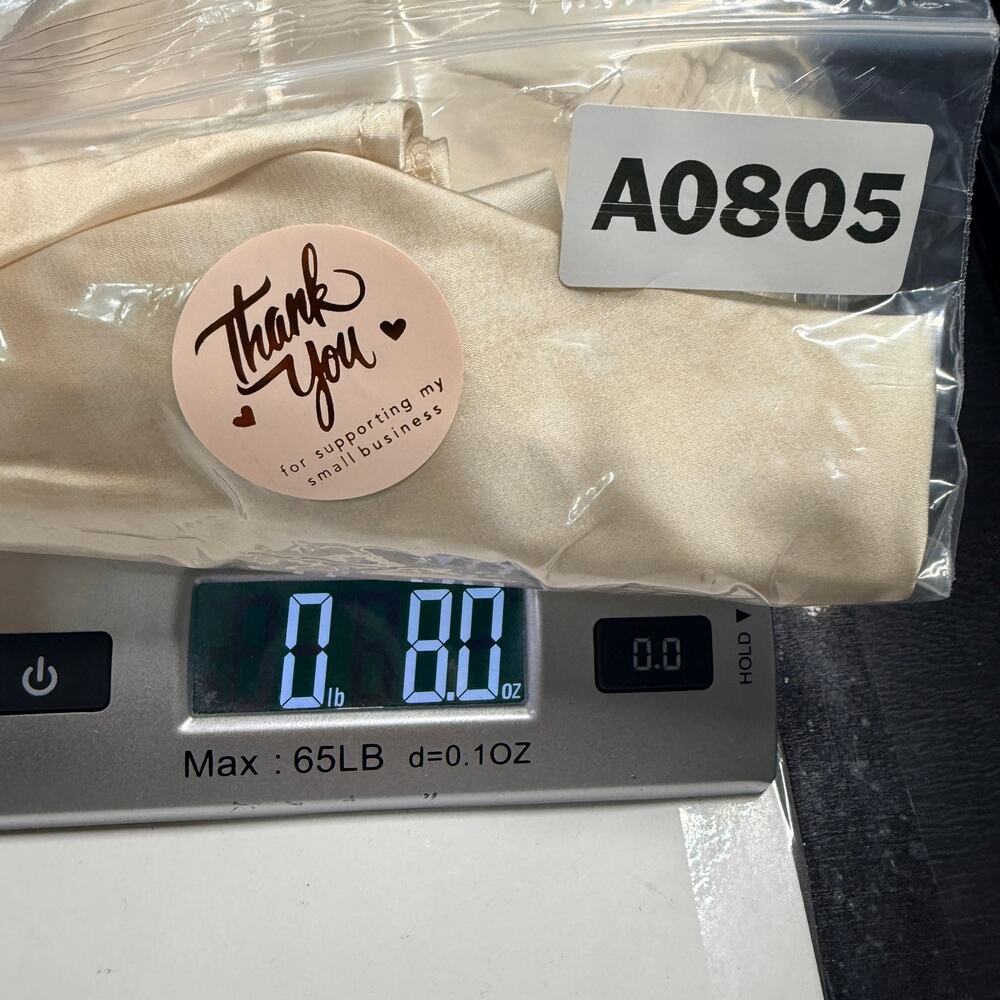 A0805
Thank
You
for supporting my
small business
0 lb 8.0 oz
0.0
HOLD ▼
Max : 65LB d=0.1OZ